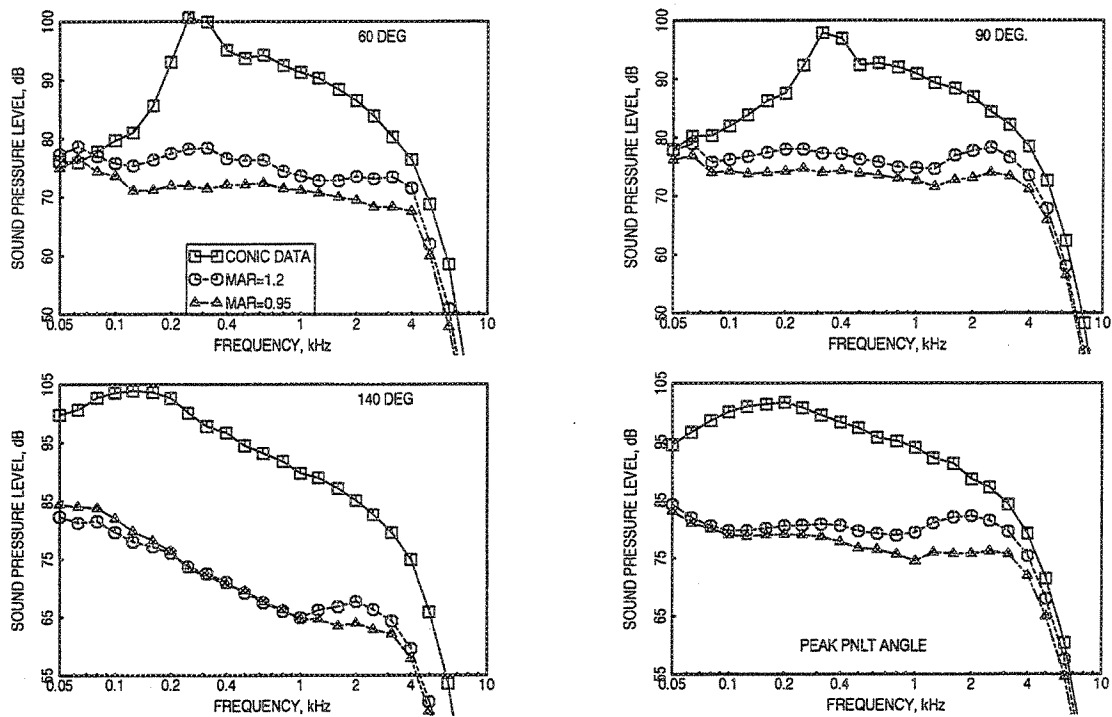 SOUND PRESSURE LEVEL, dB
100
90
80
70
60
50
60 DEG
CONIC DATA
MAR=1.2
MAR=0.95
0.05 0.1 0.2 0.4 1 2 4 10
FREQUENCY, kHz
SOUND PRESSURE LEVEL, dB
100
90
80
70
60
50
90 DEG.
0.05 0.1 0.2 0.4 1 2 4 10
FREQUENCY, kHz
SOUND PRESSURE LEVEL, dB
105
95
85
75
65
55
140 DEG
0.05 0.1 0.2 0.4 1 2 4 10
FREQUENCY, kHz
SOUND PRESSURE LEVEL, dB
105
95
85
75
65
55
PEAK PNLT ANGLE
0.05 0.1 0.2 0.4 1 2 4 10
FREQUENCY, kHz